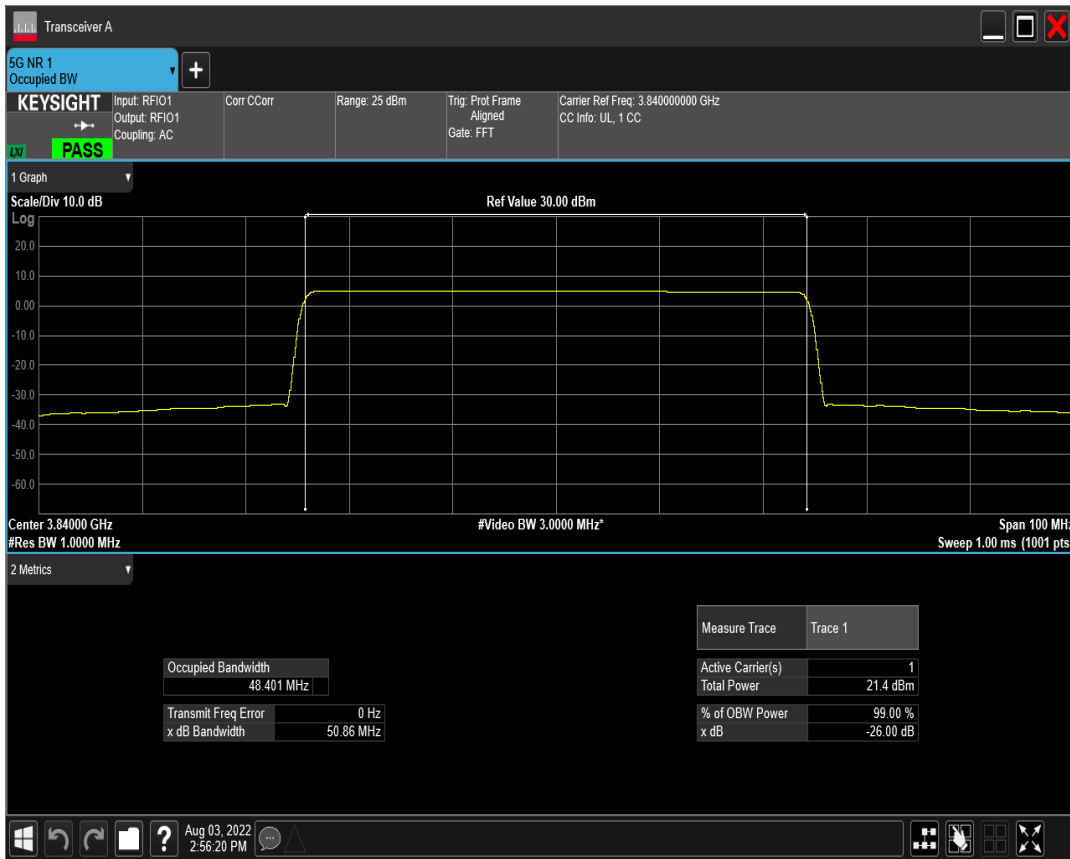 Transceiver A
5G NR 1
Occupied BW
KEYSIGHT
LXI
PASS
Input: RFIO1
Output: RFIO1
Coupling: AC
Corr CCorr
Range: 25 dBm
Trig: Prot Frame
Aligned
Gate: FFT
Carrier Ref Freq: 3.840000000 GHz
CC Info: UL, 1 CC
1 Graph
Scale/Div 10.0 dB
Ref Value 30.00 dBm
Log
20.0
10.0
0.00
-10.0
-20.0
-30.0
-40.0
-50.0
-60.0
Center 3.84000 GHz
#Video BW 3.0000 MHz*
Span 100 MHz
#Res BW 1.0000 MHz
Sweep 1.00 ms (1001 pts
2 Metrics
Measure Trace Trace 1
Occupied Bandwidth
48.401 MHz
Active Carrier(s) 1
Total Power 21.4 dBm
Transmit Freq Error 0 Hz
x dB Bandwidth 50.86 MHz
% of OBW Power 99.00 %
x dB -26.00 dB
Aug 03, 2022
2:56:20 PM